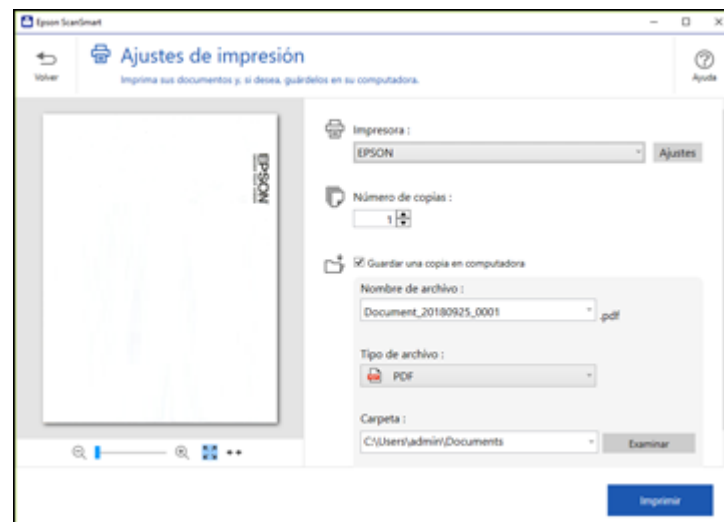 Epson ScanSmart
Volver
Ajustes de impresión
Imprima sus documentos y, si desea, guárdelos en su computadora.
Ayuda
EPSON
Impresora :
EPSON
Ajustes
Número de copias :
1
Guardar una copia en computadora
Nombre de archivo :
Document_20180925_0001
.pdf
Tipo de archivo :
PDF
Carpeta :
C:\Users\admin\Documents
Examinar
Imprimir